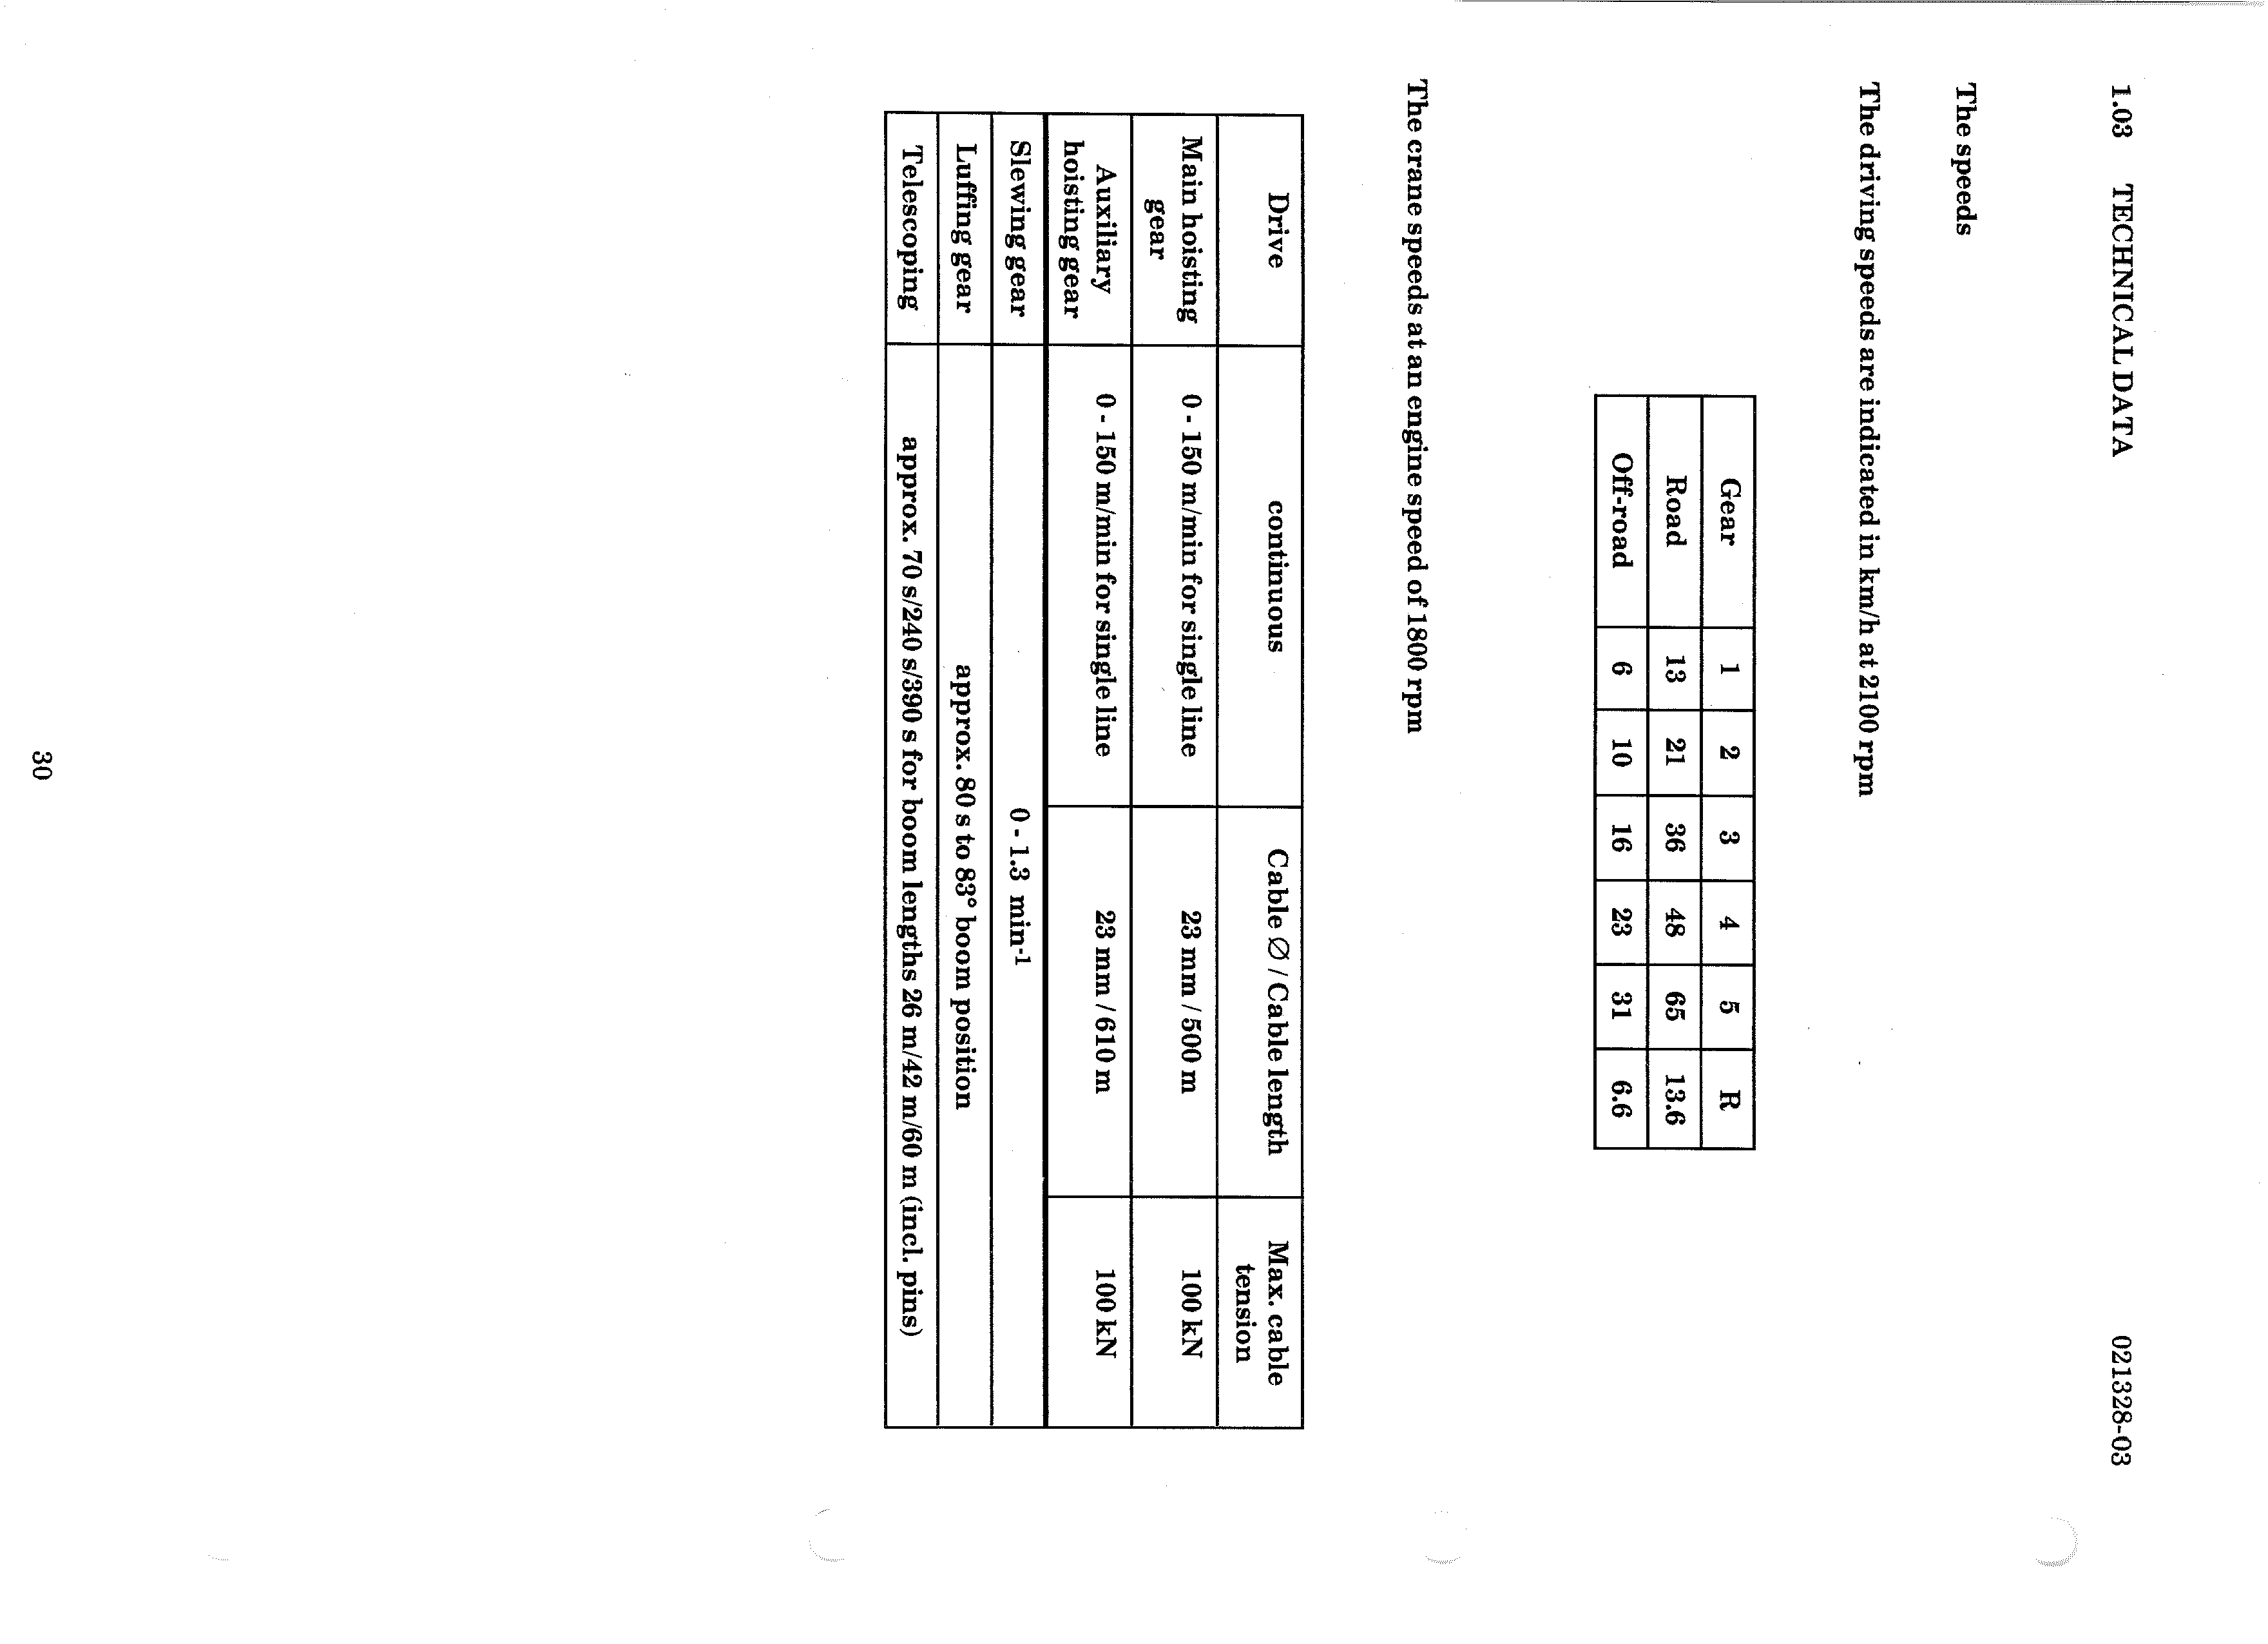 1.03 TECHNICAL DATA 021328-03
The speeds
The driving speeds are indicated in km/h at 2100 rpm
Gear 1 2 3 4 5 R
Road 13 21 36 48 65 13.6
Off-road 6 10 16 23 31 6.6
The crane speeds at an engine speed of 1800 rpm
Drive continuous Cable Ø / Cable length Max. cable
tension
Main hoisting 0 - 150 m/min for single line 23 mm / 500 m 100 kN
gear
Auxiliary 0 - 150 m/min for single line 23 mm / 610 m 100 kN
hoisting gear
Slewing gear 0 - 1.3 min-1
Luffing gear approx. 80 s to 83° boom position
Telescoping approx. 70 s/240 s/390 s for boom lengths 26 m/42 m/60 m (incl. pins)
30